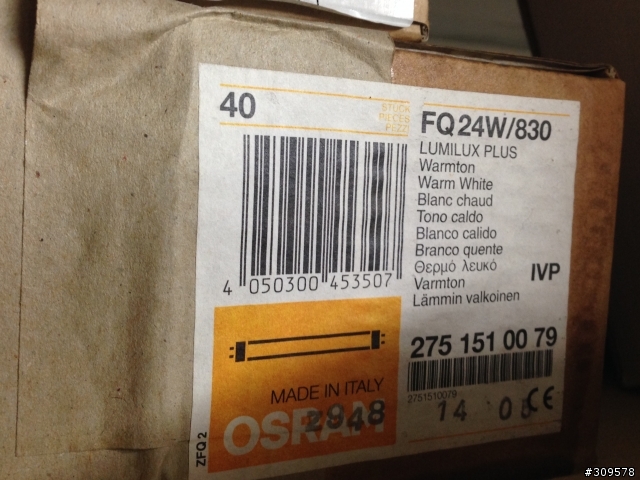 40
STÜCK
PIECES
PEZZI
FQ 24W/830
LUMILUX PLUS
Warmton
Warm White
Blanc chaud
Tono caldo
Blanco calido
Branco quente
Θερμό λευκό
Varmton
Lämmin valkoinen
IVP
4 050300 453507
275 151 00 79
2751510079
MADE IN ITALY
OSRAM
2848
14
CE
ZFQ 2
#309578